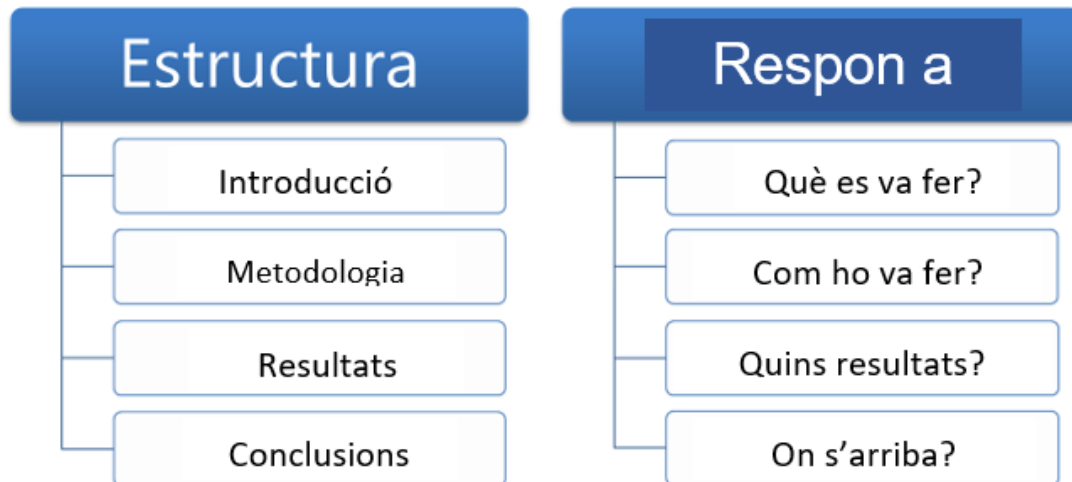 Estructura
Introducció
Metodologia
Resultats
Conclusions
Respon a
Què es va fer?
Com ho va fer?
Quins resultats?
On s’arriba?